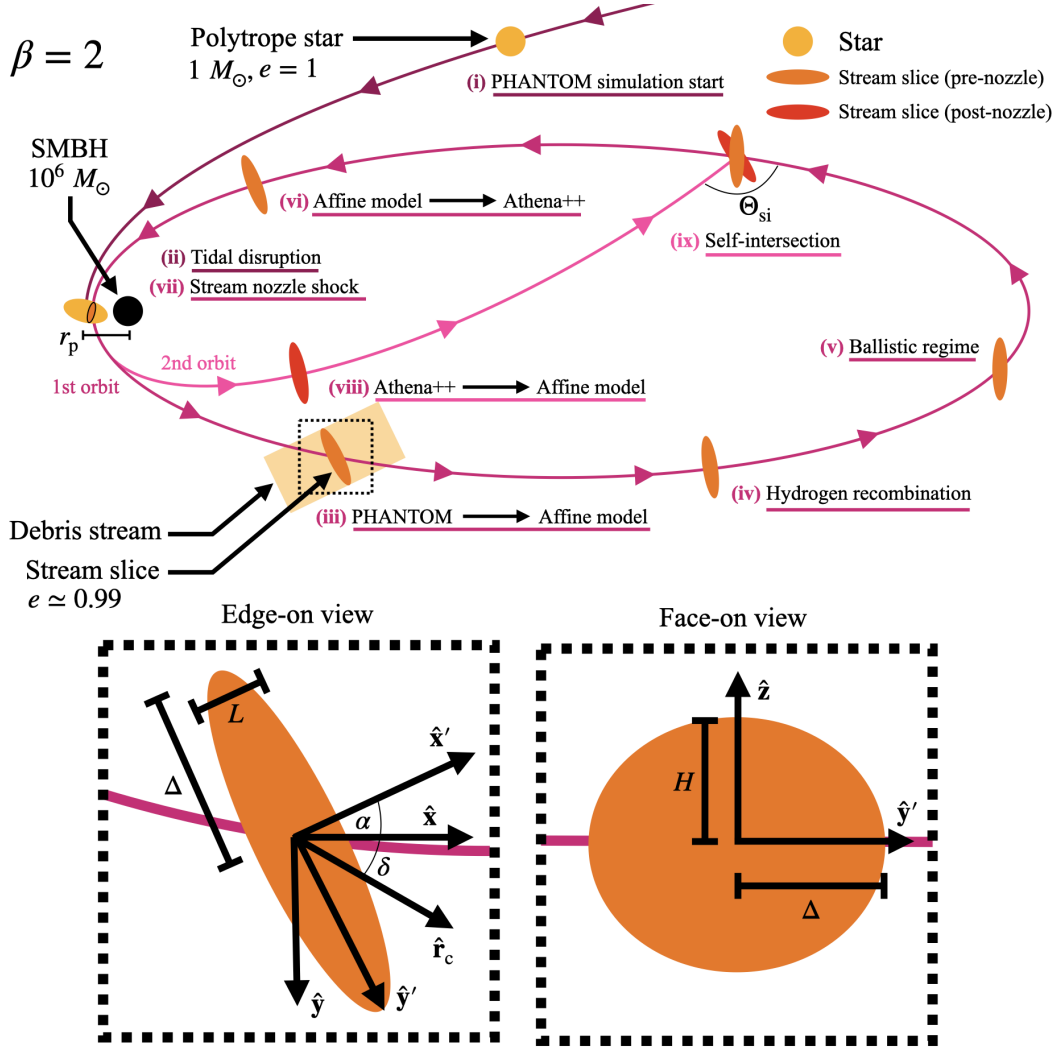 β = 2
Polytrope star
1 M⊙, e = 1
Star
Stream slice (pre-nozzle)
Stream slice (post-nozzle)
(i) PHANTOM simulation start
SMBH
10⁶ M⊙
(vi) Affine model → Athena++
Θsi
(ix) Self-intersection
(ii) Tidal disruption
(vii) Stream nozzle shock
rp
2nd orbit
1st orbit
(v) Ballistic regime
(viii) Athena++ → Affine model
(iv) Hydrogen recombination
(iii) PHANTOM → Affine model
Debris stream
Stream slice
e ≃ 0.99
Edge-on view
L
Δ
x̂′
α
x̂
δ
r̂c
ŷ
ŷ′
Face-on view
ẑ
H
ŷ′
Δ